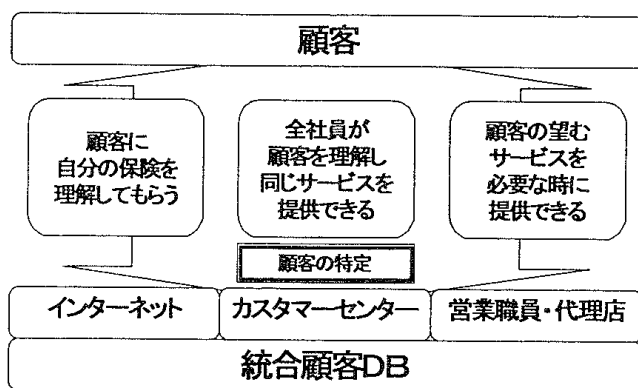 顧客
顧客に
自分の保険を
理解してもらう
全社員が
顧客を理解し
同じサービスを
提供できる
顧客の望む
サービスを
必要な時に
提供できる
顧客の特定
インターネット
カスタマーセンター
営業職員・代理店
統合顧客DB